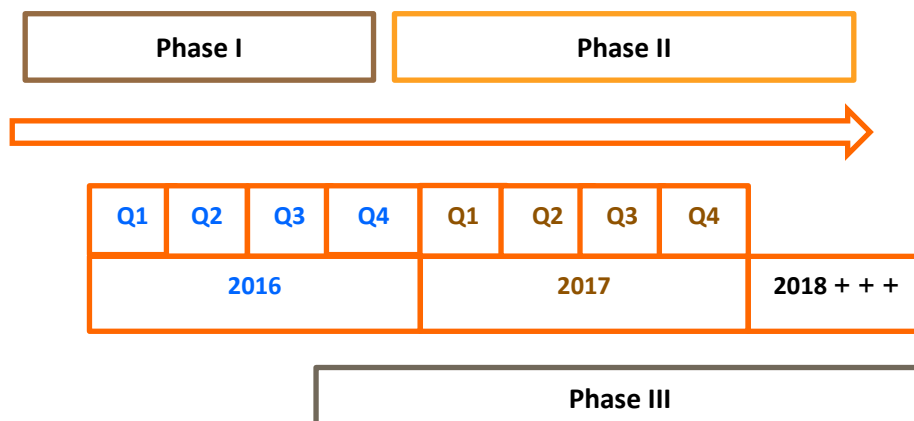 Phase I Phase II
Q1 Q2 Q3 Q4 Q1 Q2 Q3 Q4
2016 2017 2018 + + +
Phase III